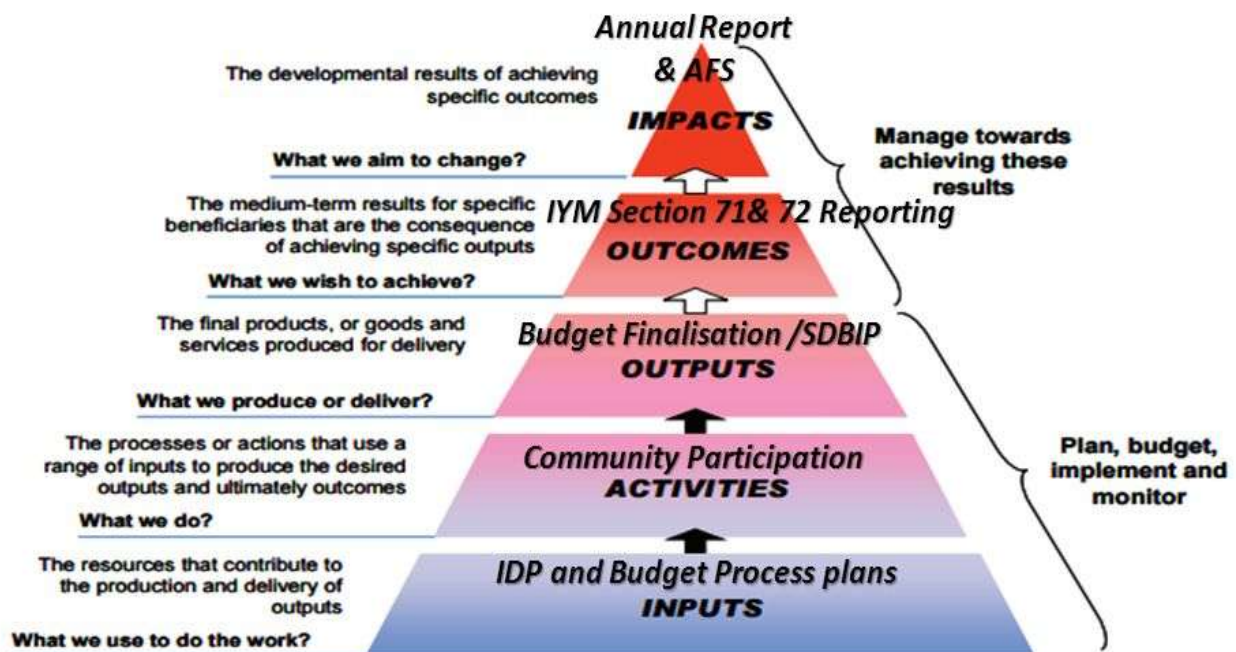 Annual Report
& AFS
IMPACTS
The developmental results of achieving
specific outcomes
What we aim to change?
Manage towards
achieving these
results
IYM Section 71& 72 Reporting
OUTCOMES
The medium-term results for specific
beneficiaries that are the consequence
of achieving specific outputs
What we wish to achieve?
Budget Finalisation /SDBIP
OUTPUTS
The final products, or goods and
services produced for delivery
What we produce or deliver?
Community Participation
ACTIVITIES
The processes or actions that use a
range of inputs to produce the desired
outputs and ultimately outcomes
What we do?
Plan, budget,
implement and
monitor
IDP and Budget Process plans
INPUTS
The resources that contribute to
the production and delivery of
outputs
What we use to do the work?